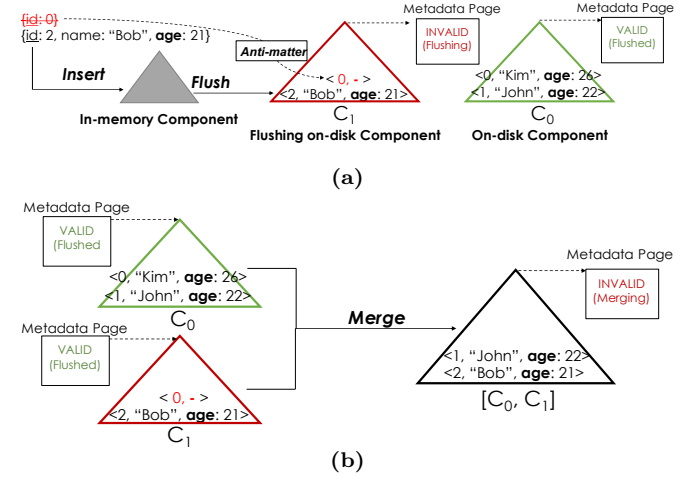 {id: 0}
{id: 2, name: “Bob”, age: 21}
Insert
In-memory Component
Flush
Anti-matter
Metadata Page
INVALID
(Flushing)
< 0, - >
<2, “Bob”, age: 21>
C1
Flushing on-disk Component
Metadata Page
VALID
(Flushed)
<0, “Kim”, age: 26>
<1, “John”, age: 22>
C0
On-disk Component
(a)
Metadata Page
VALID
(Flushed
<0, “Kim”, age: 26>
<1, “John”, age: 22>
C0
Metadata Page
VALID
(Flushed)
< 0, - >
<2, “Bob”, age: 21>
C1
Merge
Metadata Page
INVALID
(Merging)
<1, “John”, age: 22>
<2, “Bob”, age: 21>
[C0, C1]
(b)